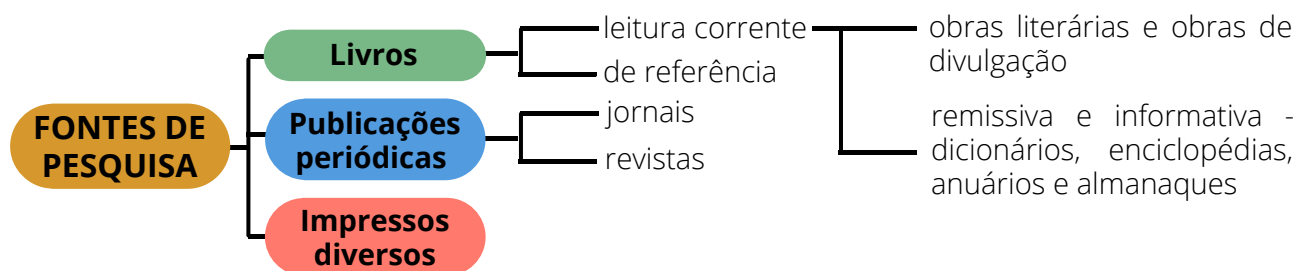 FONTES DE
PESQUISA
Livros
leitura corrente
de referência
obras literárias e obras de
divulgação
remissiva e informativa -
dicionários, enciclopédias,
anuários e almanaques
Publicações
periódicas
jornais
revistas
Impressos
diversos